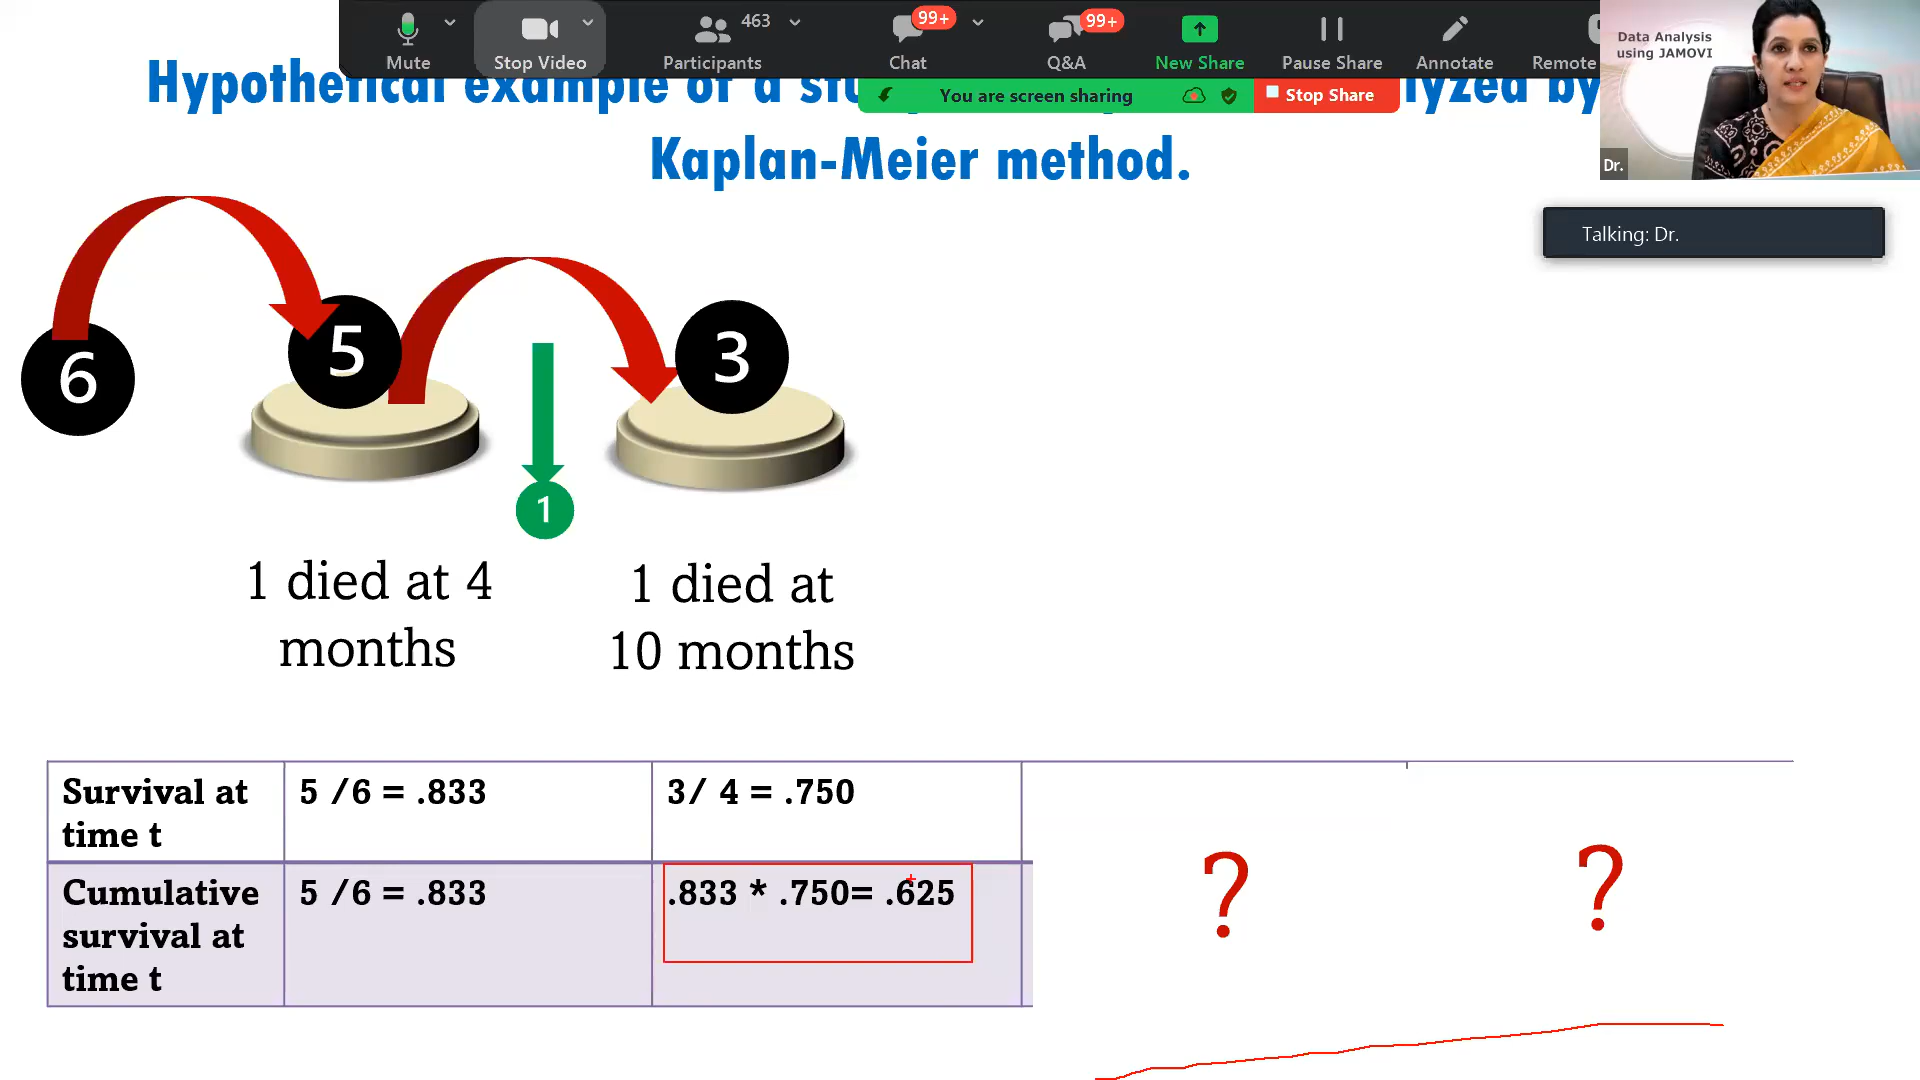 Mute
Stop Video
463
Participants
99+
Chat
99+
Q&A
New Share
Pause Share
Annotate
Remote
Data Analysis
using JAMOVI
Dr.
You are screen sharing
Stop Share
Talking: Dr.
Hypothetical example of a
Kaplan-Meier method.
6
5
3
1
1 died at 4
months
1 died at
10 months
Survival at
time t
5 /6 = .833
3/ 4 = .750
Cumulative
survival at
time t
5 /6 = .833
.833 * .750= .625
?
?